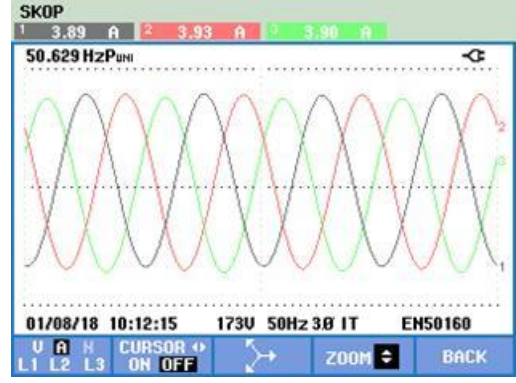 SKOP
1 3.89 A 2 3.93 A 3 3.90 A
50.629 HzPUNI
2
3
1
01/08/18 10:12:15 173V 50Hz 3Ø IT EN50160
V A N CURSOR ZOOM BACK
L1 L2 L3 ON OFF